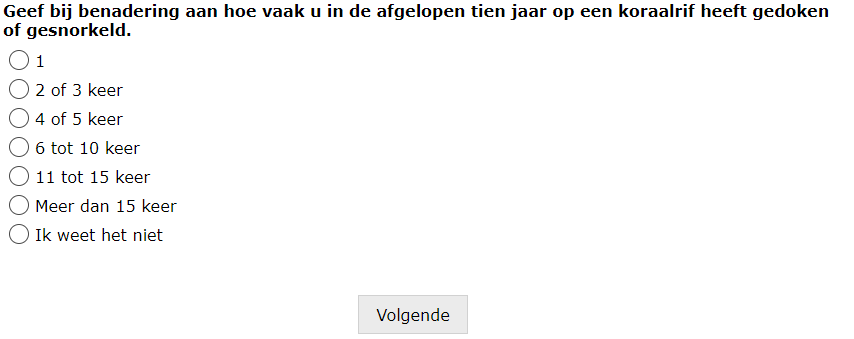 Geef bij benadering aan hoe vaak u in de afgelopen tien jaar op een koraalrif heeft gedoken
of gesnorkeld.
1
2 of 3 keer
4 of 5 keer
6 tot 10 keer
11 tot 15 keer
Meer dan 15 keer
Ik weet het niet
Volgende